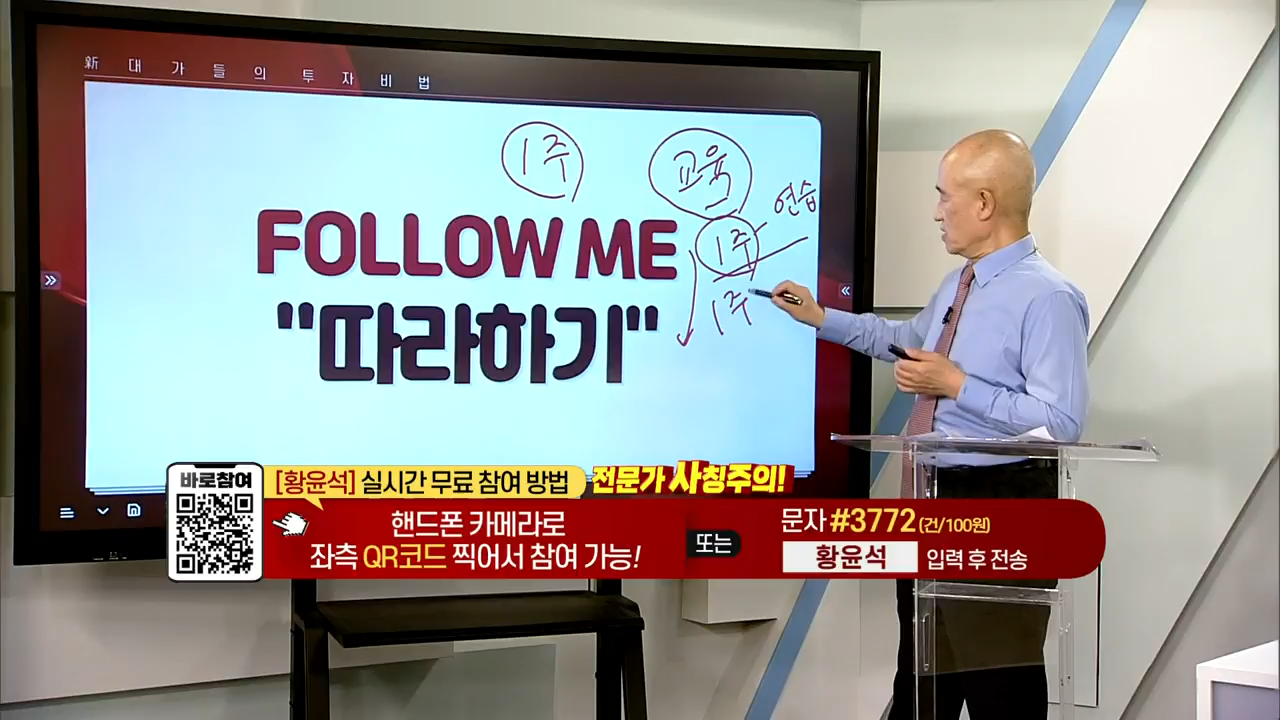 新대가들의 투자비법
1주
교육
연습
1주
1주
FOLLOW ME
"따라하기"
바로참여
[황윤석] 실시간 무료 참여 방법
전문가 사칭주의!
핸드폰 카메라로
좌측 QR코드 찍어서 참여 가능!
또는
문자 #3772 (건/100원)
황윤석 입력 후 전송